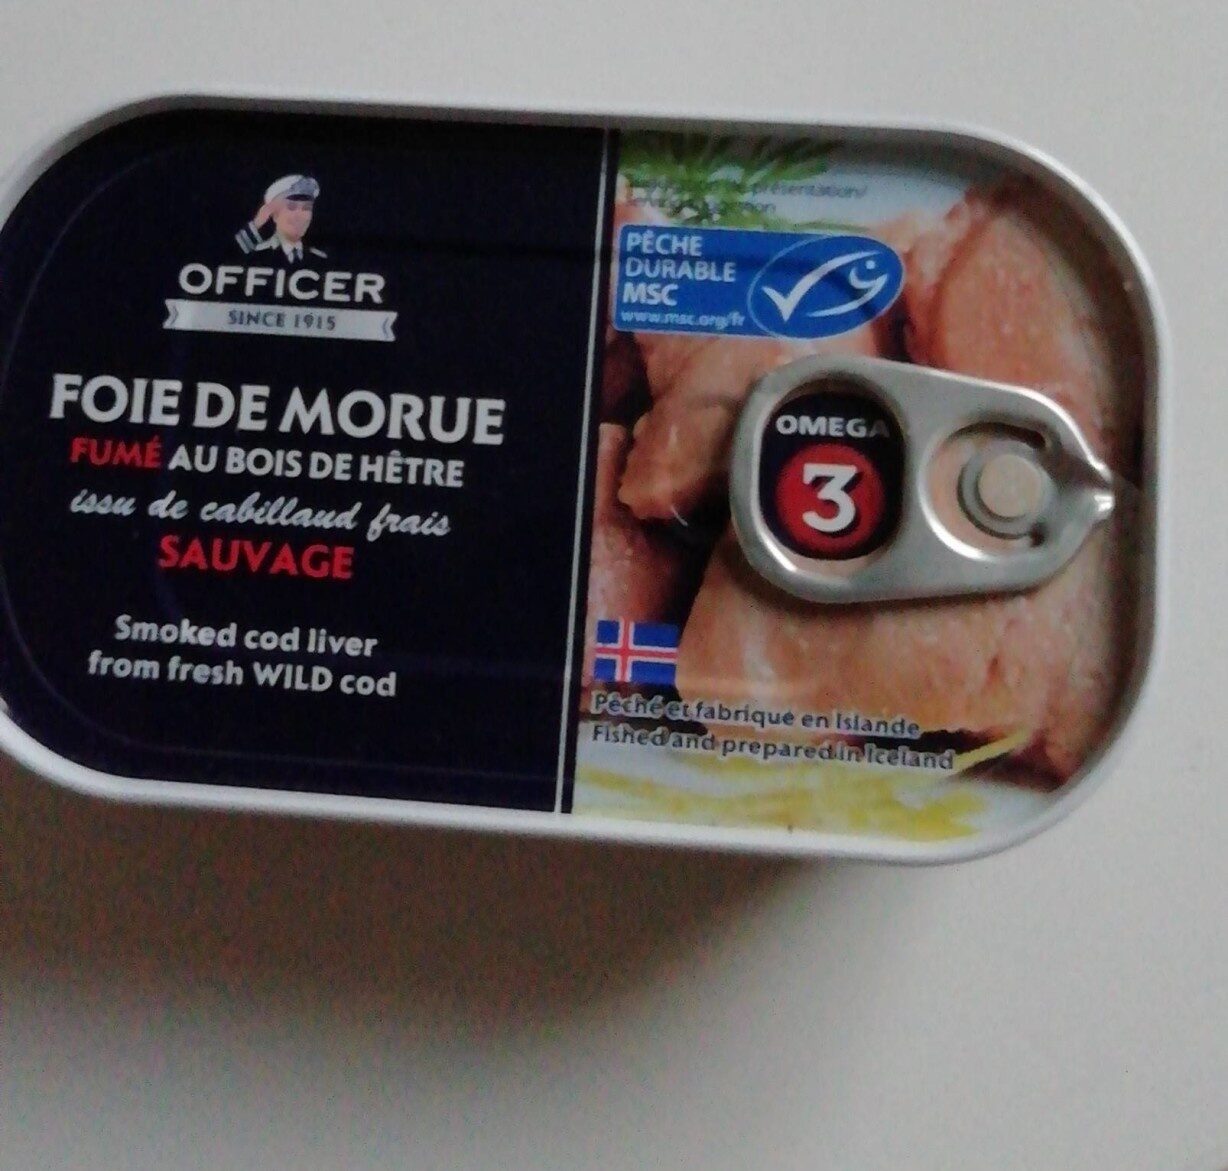 OFFICER
SINCE 1915
FOIE DE MORUE
FUMÉ AU BOIS DE HÊTRE
issu de cabillaud frais
SAUVAGE
Smoked cod liver
from fresh WILD cod
présentation/
PÊCHE
DURABLE
MSC
www.msc.org/fr
OMEGA
3
Pêché et fabriqué en Islande
Fished and prepared in Iceland